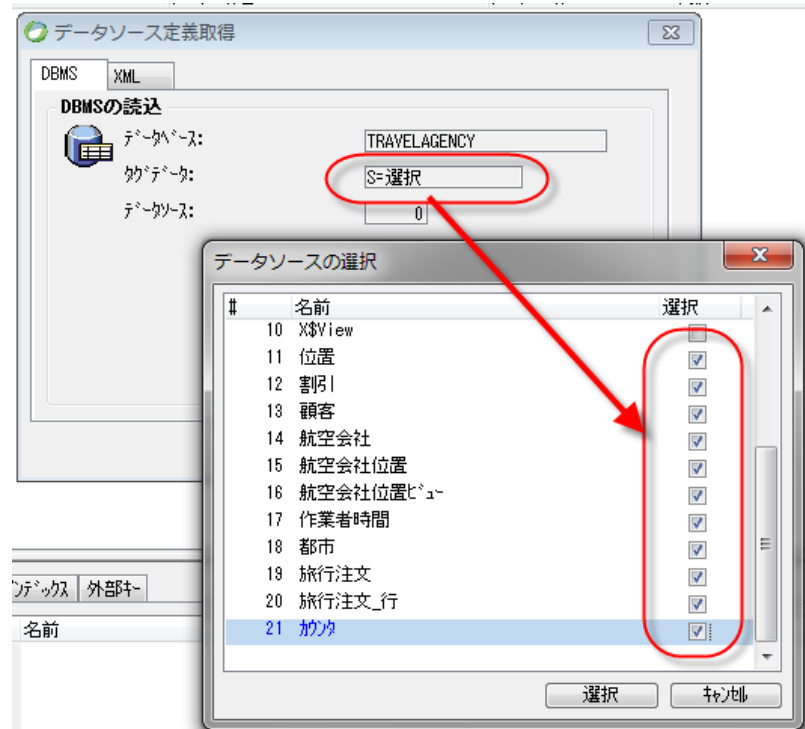 データソース定義取得
DBMS XML
DBMSの読込
ﾃﾞｰﾀﾍﾞｰｽ: TRAVELAGENCY
ﾀｸﾞﾃﾞｰﾀ: S=選択
ﾃﾞｰﾀｿｰｽ: 0
データソースの選択
# 名前 選択
10 X$View
11 位置
12 割引
13 顧客
14 航空会社
15 航空会社位置
16 航空会社位置ﾋﾞｭｰ
17 作業者時間
18 都市
19 旅行注文
20 旅行注文_行
21 ｶｳﾝﾀ
選択 ｷｬﾝｾﾙ
ﾝﾃﾞｯｸｽ 外部ｷｰ
名前